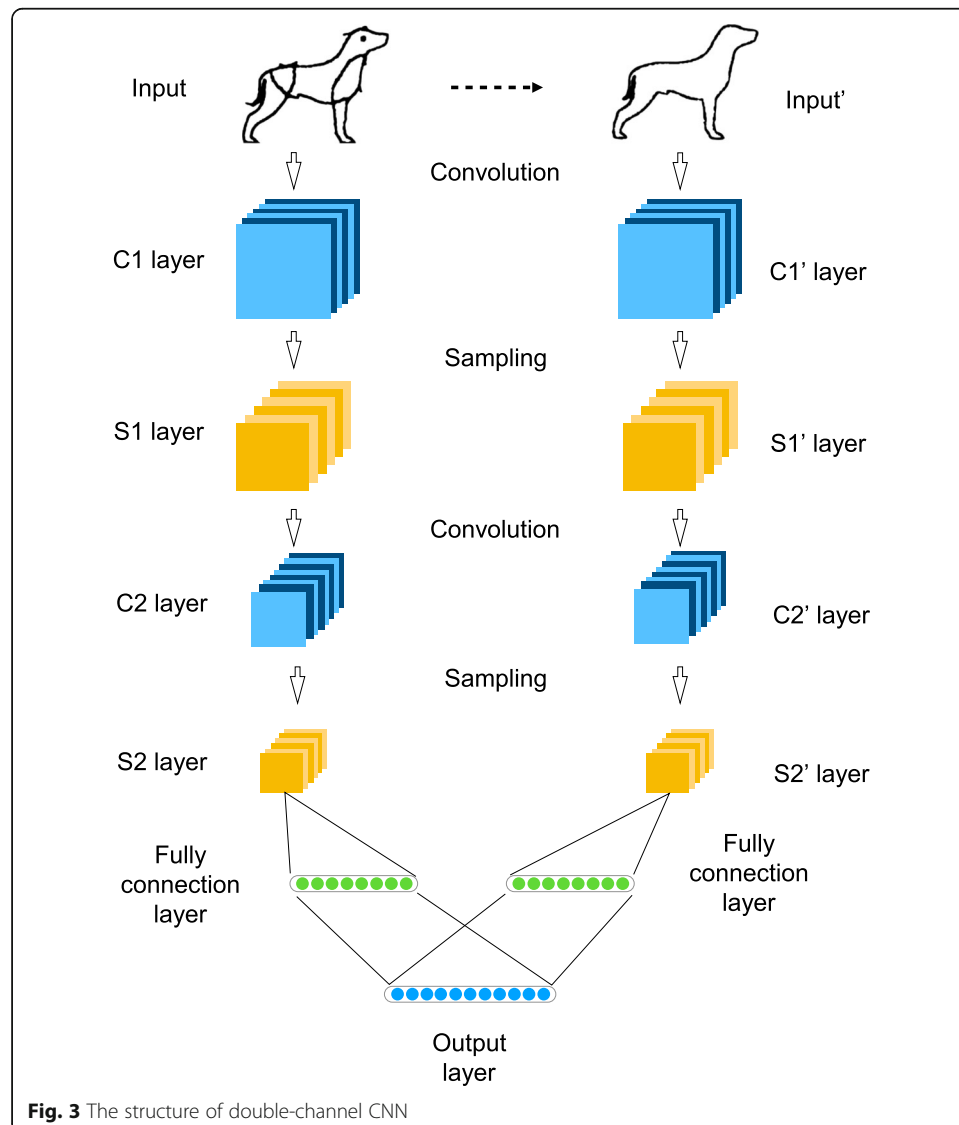 Input
Input’
Convolution
C1 layer
C1’ layer
Sampling
S1 layer
S1’ layer
Convolution
C2 layer
C2’ layer
Sampling
S2 layer
S2’ layer
Fully
connection
layer
Fully
connection
layer
Output
layer
Fig. 3 The structure of double-channel CNN